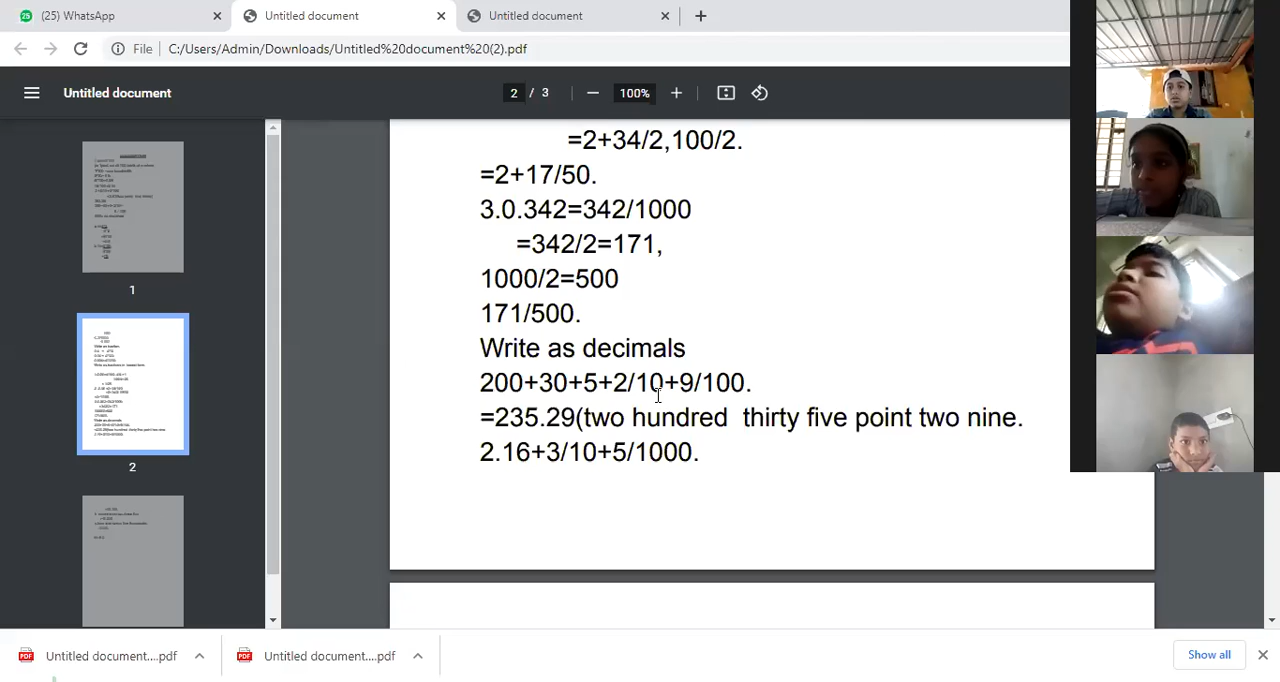 (25) WhatsApp
Untitled document
Untitled document
File C:/Users/Admin/Downloads/Untitled%20document%20(2).pdf
Untitled document
2 / 3
100%
=2+34/2,100/2.
=2+17/50.
3.0.342=342/1000
=342/2=171,
1000/2=500
171/500.
Write as decimals
200+30+5+2/10+9/100.
=235.29(two hundred  thirty five point two nine.
2.16+3/10+5/1000.
1
2
Untitled document....pdf
Untitled document....pdf
Show all